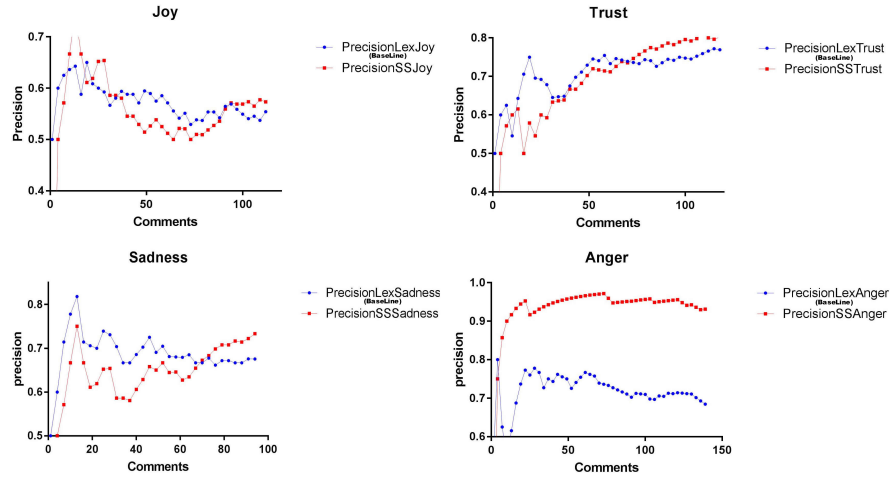 Joy
0.7
0.6
0.5
0.4
Precision
0
50
100
Comments
PrecisionLexJoy
(BaseLine)
PrecisionSSJoy
Trust
0.8
0.7
0.6
0.5
0.4
Precision
0
50
100
Comments
PrecisionLexTrust
(BaseLine)
PrecisionSSTrust
Sadness
0.8
0.7
0.6
0.5
precision
0
20
40
60
80
100
Comments
PrecisionLexSadness
(BaseLine)
PrecisionSSSadness
Anger
1.0
0.9
0.8
0.7
0.6
precision
0
50
100
150
Comments
PrecisionLexAnger
(BaseLine)
PrecisionSSAnger